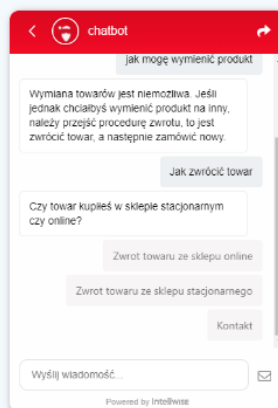 chatbot
jak mogę wymienić produkt
Wymiana towarów jest niemożliwa. Jeśli
jednak chciałbyś wymienić produkt na inny,
należy przejść procedurę zwrotu, to jest
zwrócić towar, a następnie zamówić nowy.
Jak zwrócić towar
Czy towar kupiłeś w sklepie stacjonarnym
czy online?
Zwrot towaru ze sklepu online
Zwrot towaru ze sklepu stacjonarnego
Kontakt
Wyślij wiadomość...
Powered by Intelliwise